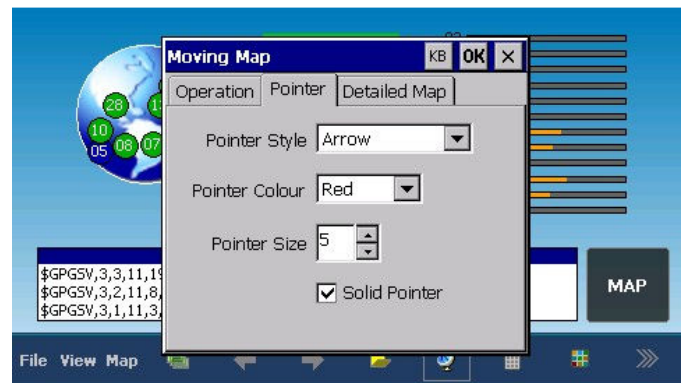 Moving Map KB OK
Operation Pointer Detailed Map
28
10
05 08 07
Pointer Style Arrow
Pointer Colour Red
Pointer Size 5
Solid Pointer
$GPGSV,3,3,11,19
$GPGSV,3,2,11,8,
$GPGSV,3,1,11,3,
MAP
File View Map